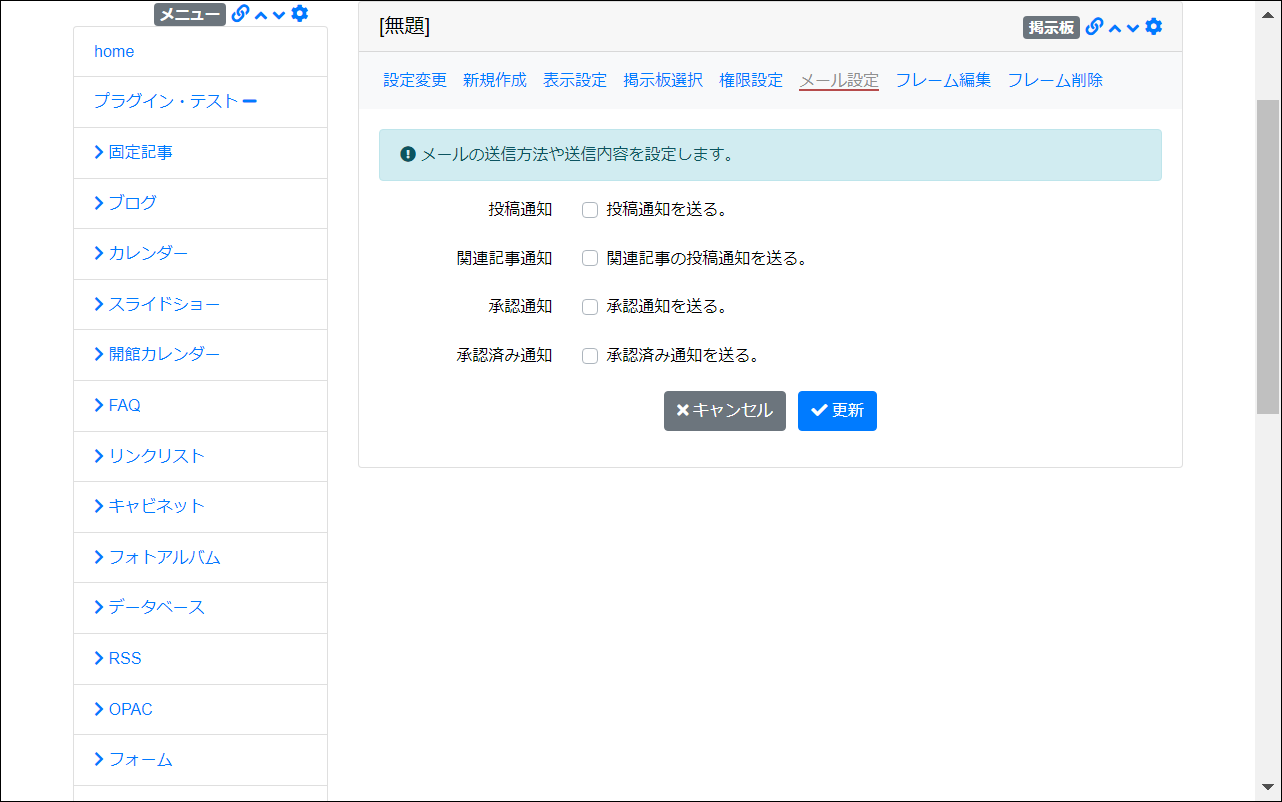 メニュー
home
プラグイン・テスト
固定記事
ブログ
カレンダー
スライドショー
開館カレンダー
FAQ
リンクリスト
キャビネット
フォトアルバム
データベース
RSS
OPAC
フォーム
[無題]
掲示板
設定変更 新規作成 表示設定 掲示板選択 権限設定 メール設定 フレーム編集 フレーム削除
メールの送信方法や送信内容を設定します。
投稿通知 投稿通知を送る。
関連記事通知 関連記事の投稿通知を送る。
承認通知 承認通知を送る。
承認済み通知 承認済み通知を送る。
キャンセル 更新